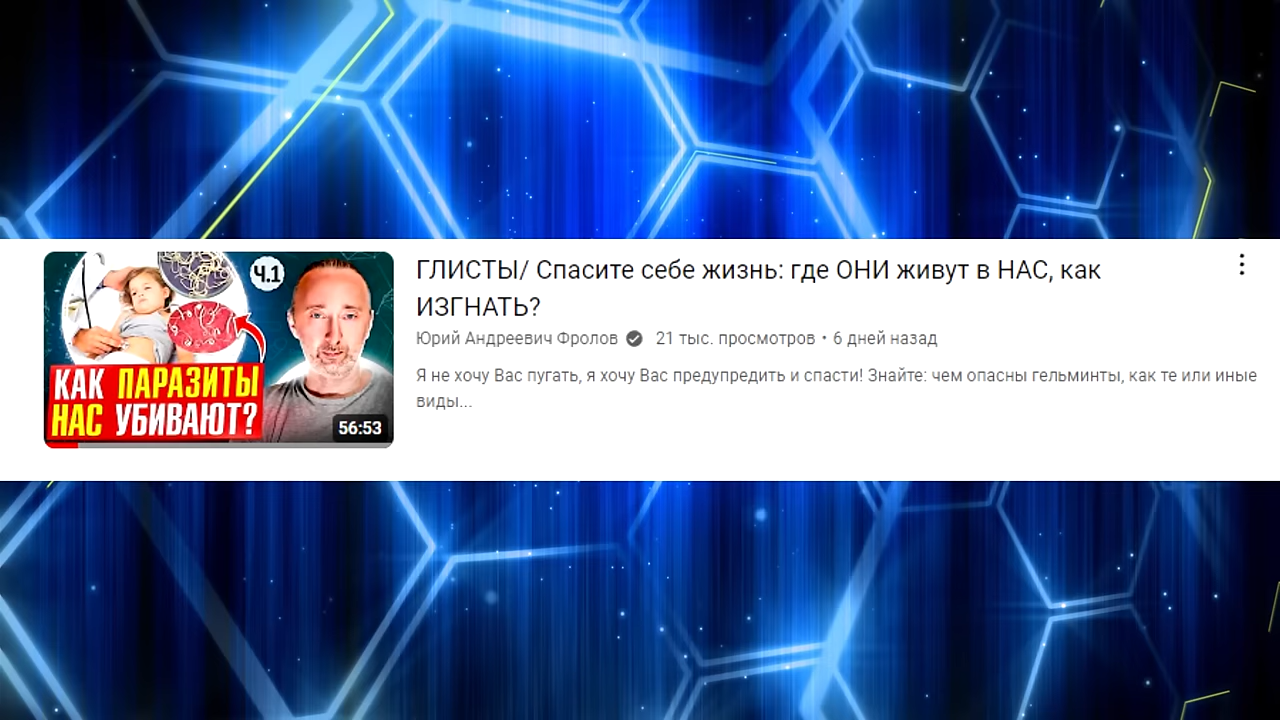 ГЛИСТЫ/ Спасите себе жизнь: где ОНИ живут в НАС, как
ИЗГНАТЬ?
Юрий Андреевич Фролов 21 тыс. просмотров • 6 дней назад
Я не хочу Вас пугать, я хочу Вас предупредить и спасти! Знайте: чем опасны гельминты, как те или иные
виды...
Ч.1
КАК ПАРАЗИТЫ
НАС УБИВАЮТ?
56:53